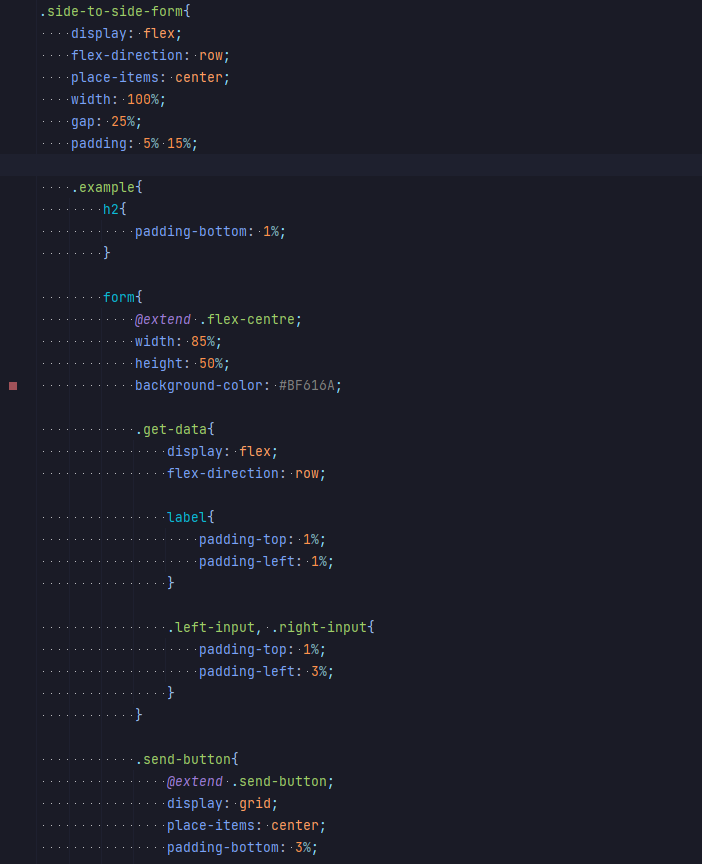 .side-to-side-form{
    display: flex;
    flex-direction: row;
    place-items: center;
    width: 100%;
    gap: 25%;
    padding: 5% 15%;

    .example{
        h2{
            padding-bottom: 1%;
        }

        form{
            @extend .flex-centre;
            width: 85%;
            height: 50%;
            background-color: #BF616A;

            .get-data{
                display: flex;
                flex-direction: row;

                label{
                    padding-top: 1%;
                    padding-left: 1%;
                }

                .left-input, .right-input{
                    padding-top: 1%;
                    padding-left: 3%;
                }
            }

            .send-button{
                @extend .send-button;
                display: grid;
                place-items: center;
                padding-bottom: 3%;